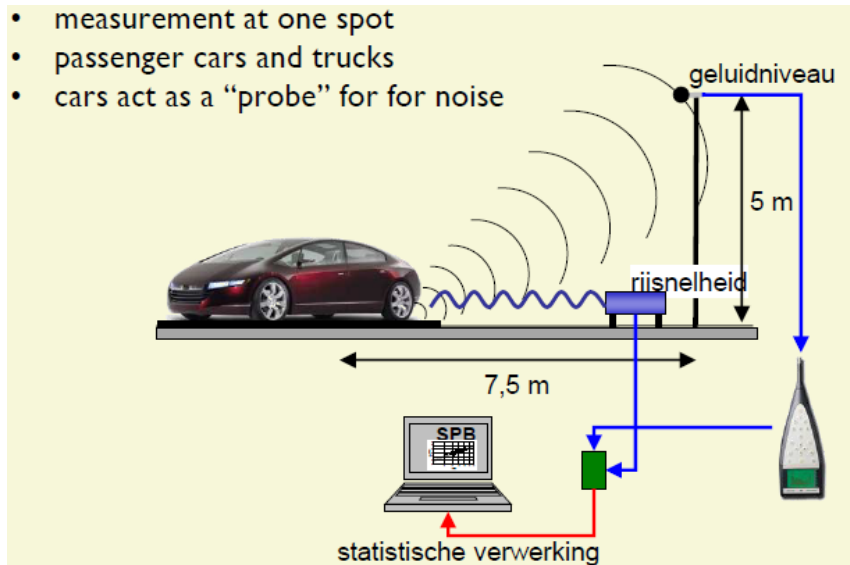 • measurement at one spot
• passenger cars and trucks
• cars act as a “probe” for for noise
geluidniveau
5 m
rijsnelheid
7,5 m
SPB
statistische verwerking